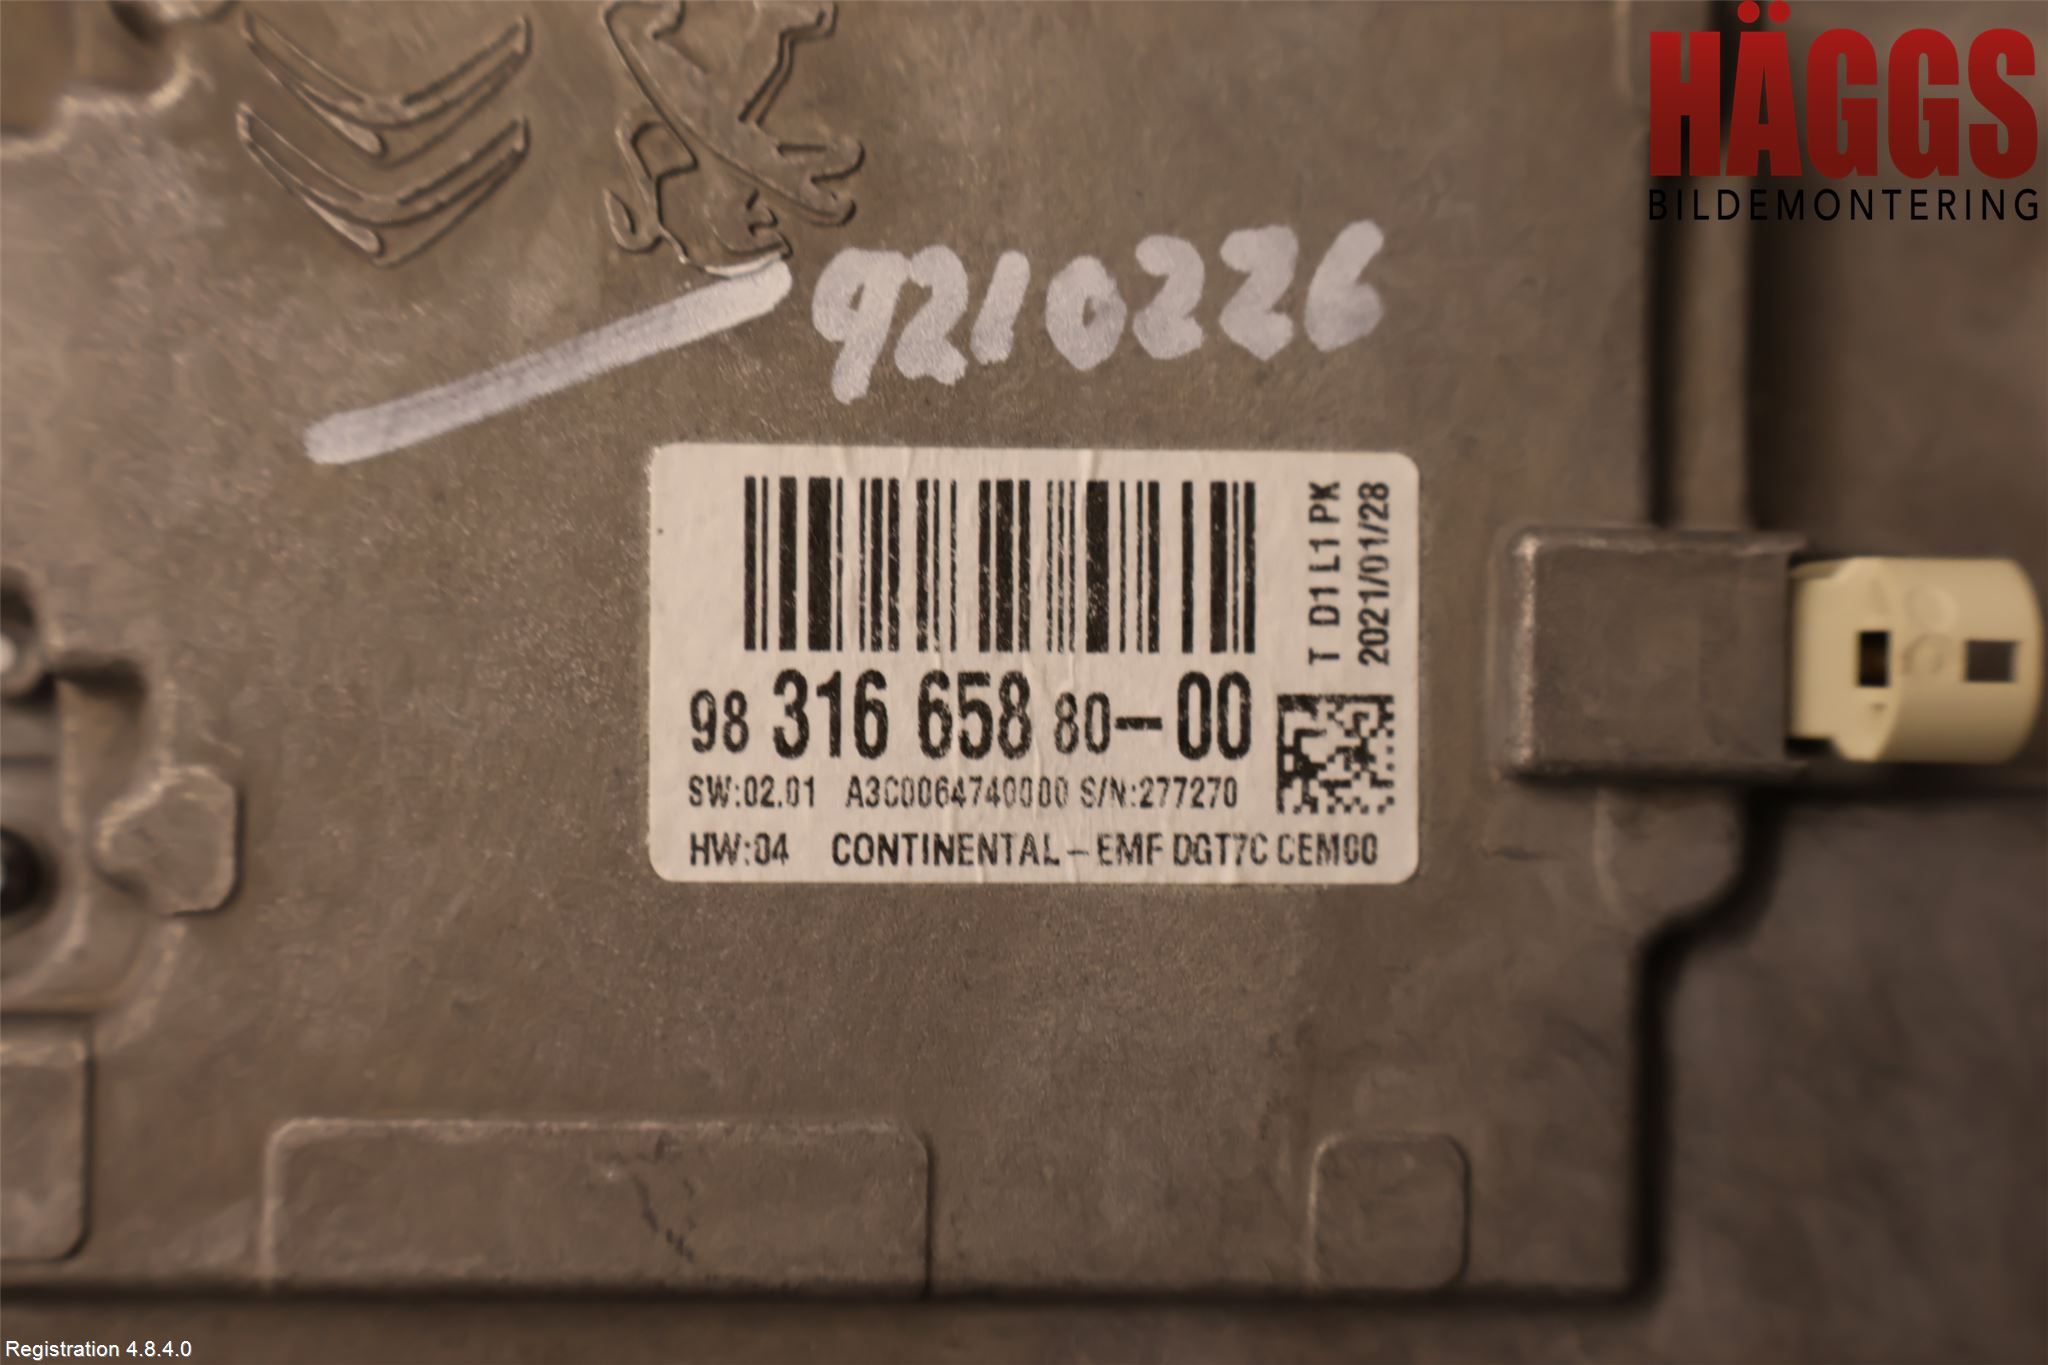 HÄGGS
BILDEMONTERING
9210226
T D1 L1 PK
2021/01/28
98 316 658 80-00
SW:02.01 A3C0064740000 S/N:277270
HW:04 CONTINENTAL-EMF DGT7C CEM00
Registration 4.8.4.0